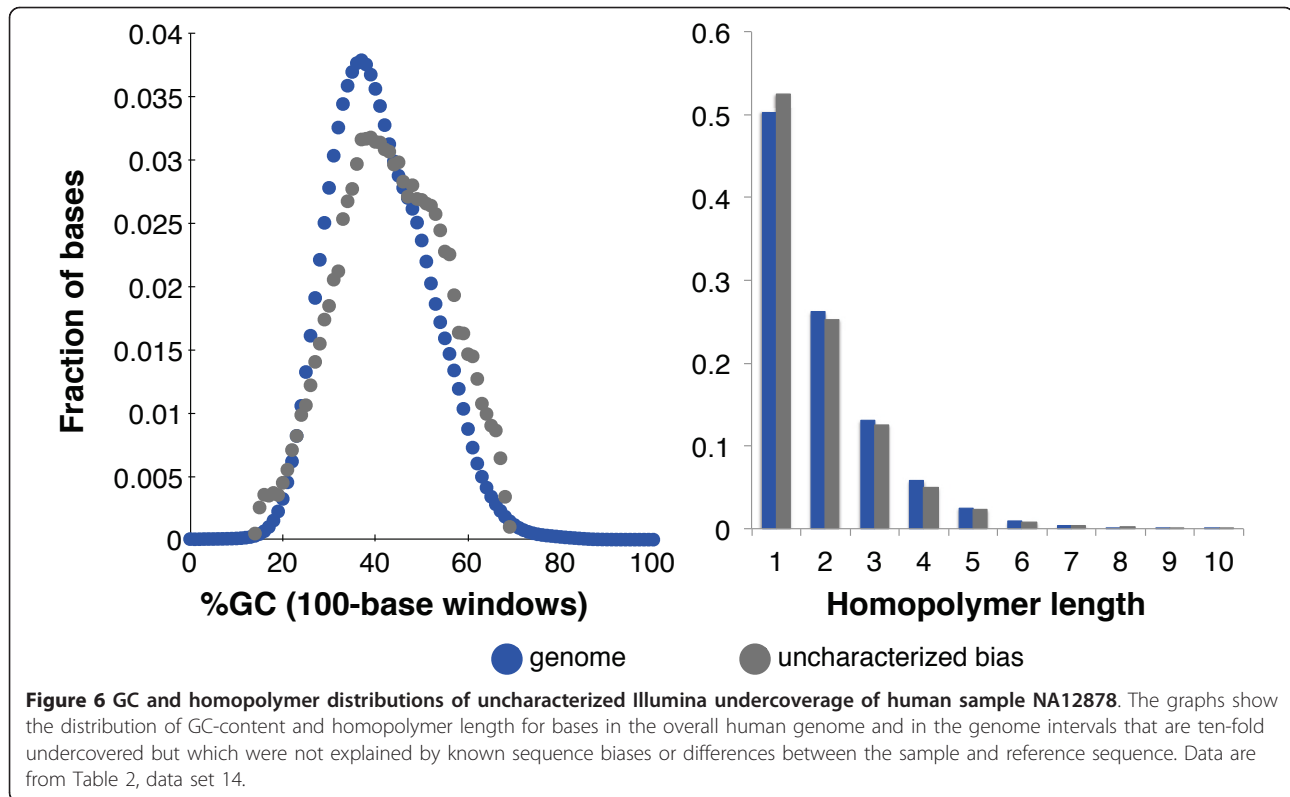 0.04
0.035
0.03
0.025
0.02
0.015
0.01
0.005
0
Fraction of bases
0 20 40 60 80 100
%GC (100-base windows)
0.6
0.5
0.4
0.3
0.2
0.1
0
1 2 3 4 5 6 7 8 9 10
Homopolymer length
genome
uncharacterized bias
Figure 6 GC and homopolymer distributions of uncharacterized Illumina undercoverage of human sample NA12878. The graphs show
the distribution of GC-content and homopolymer length for bases in the overall human genome and in the genome intervals that are ten-fold
undercovered but which were not explained by known sequence biases or differences between the sample and reference sequence. Data are
from Table 2, data set 14.